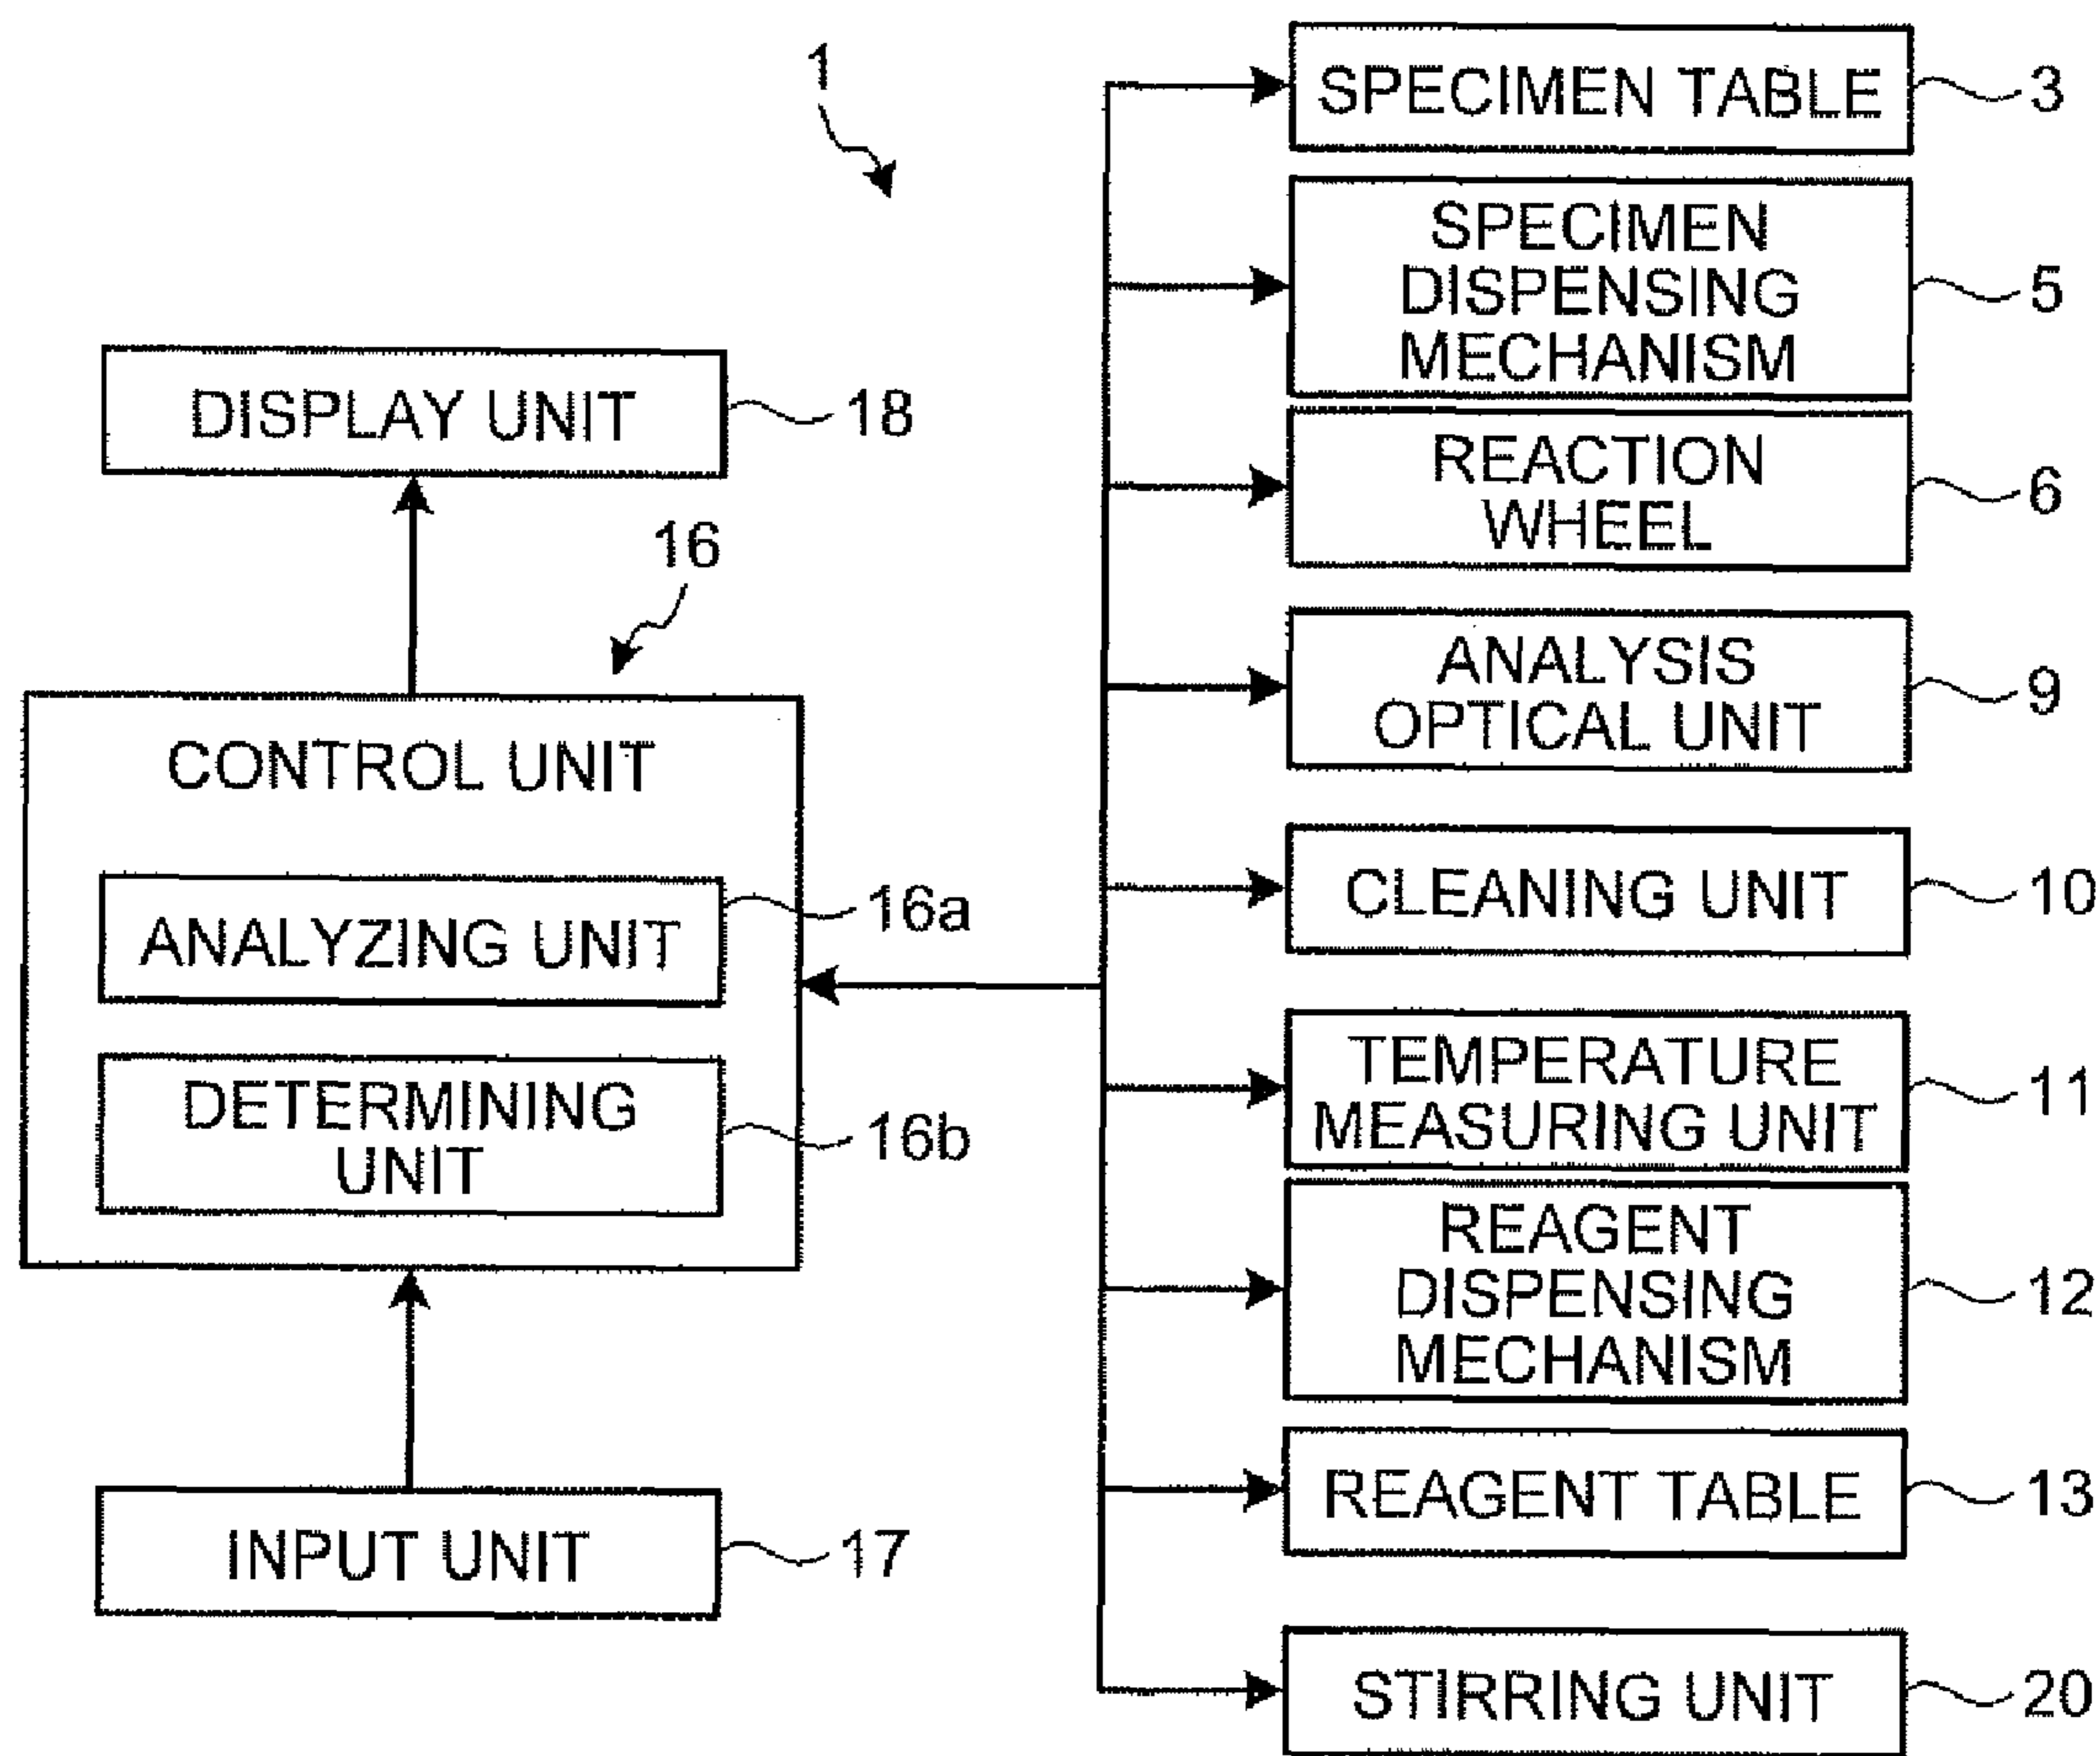 1
SPECIMEN TABLE
3
SPECIMEN
DISPENSING
MECHANISM
5
DISPLAY UNIT
18
REACTION
WHEEL
6
16
ANALYSIS
OPTICAL UNIT
9
CONTROL UNIT
ANALYZING UNIT
16a
DETERMINING
UNIT
16b
CLEANING UNIT
10
TEMPERATURE
MEASURING UNIT
11
REAGENT
DISPENSING
MECHANISM
12
INPUT UNIT
17
REAGENT TABLE
13
STIRRING UNIT
20